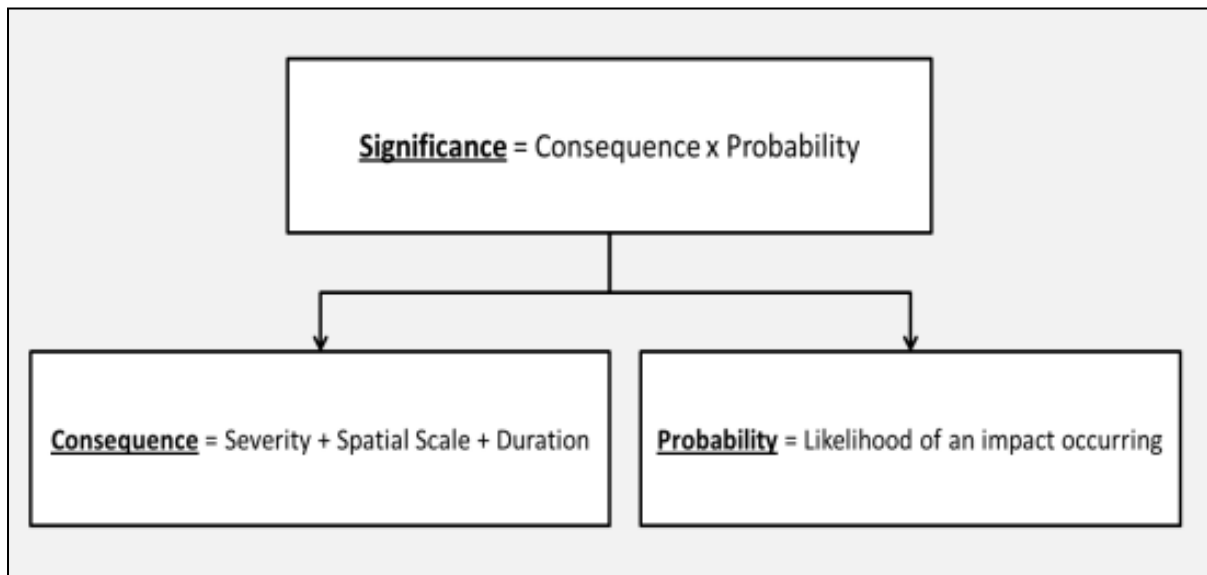 Significance = Consequence x Probability
Consequence = Severity + Spatial Scale + Duration
Probability = Likelihood of an impact occurring